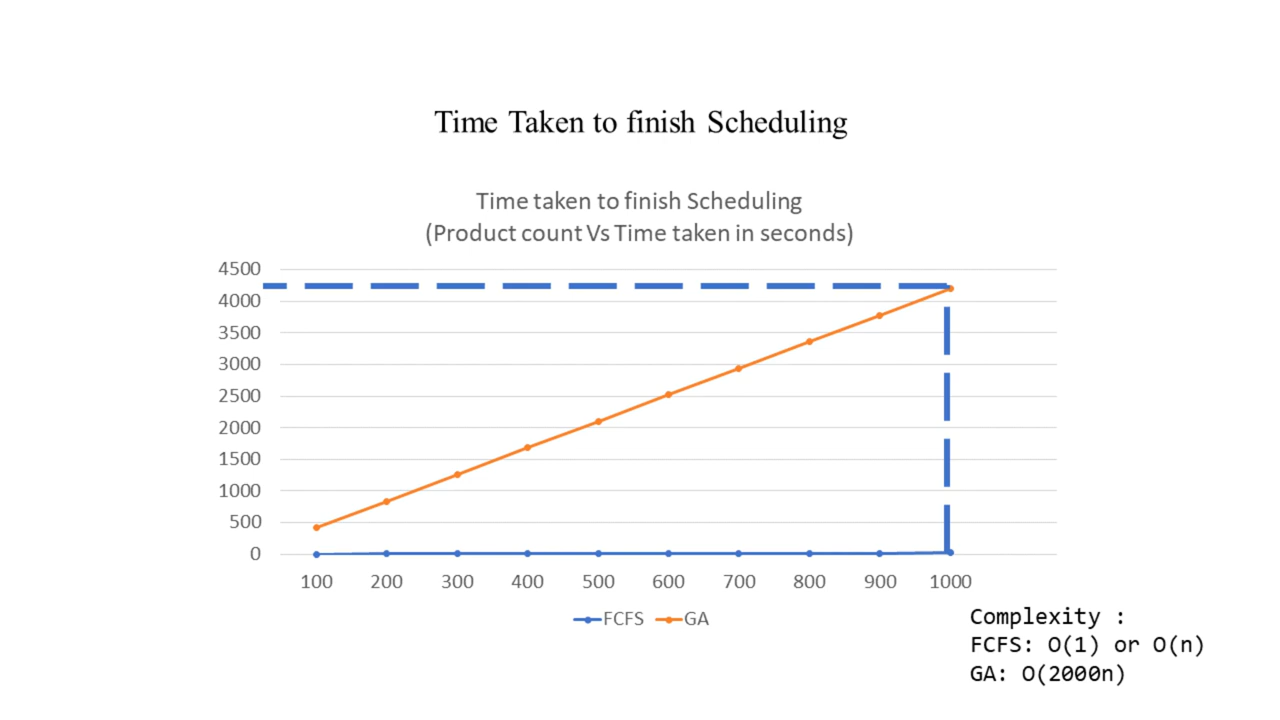 Time Taken to finish Scheduling
Time taken to finish Scheduling
(Product count Vs Time taken in seconds)
4500
4000
3500
3000
2500
2000
1500
1000
500
0
100 200 300 400 500 600 700 800 900 1000
FCFS GA
Complexity :
FCFS: O(1) or O(n)
GA: O(2000n)